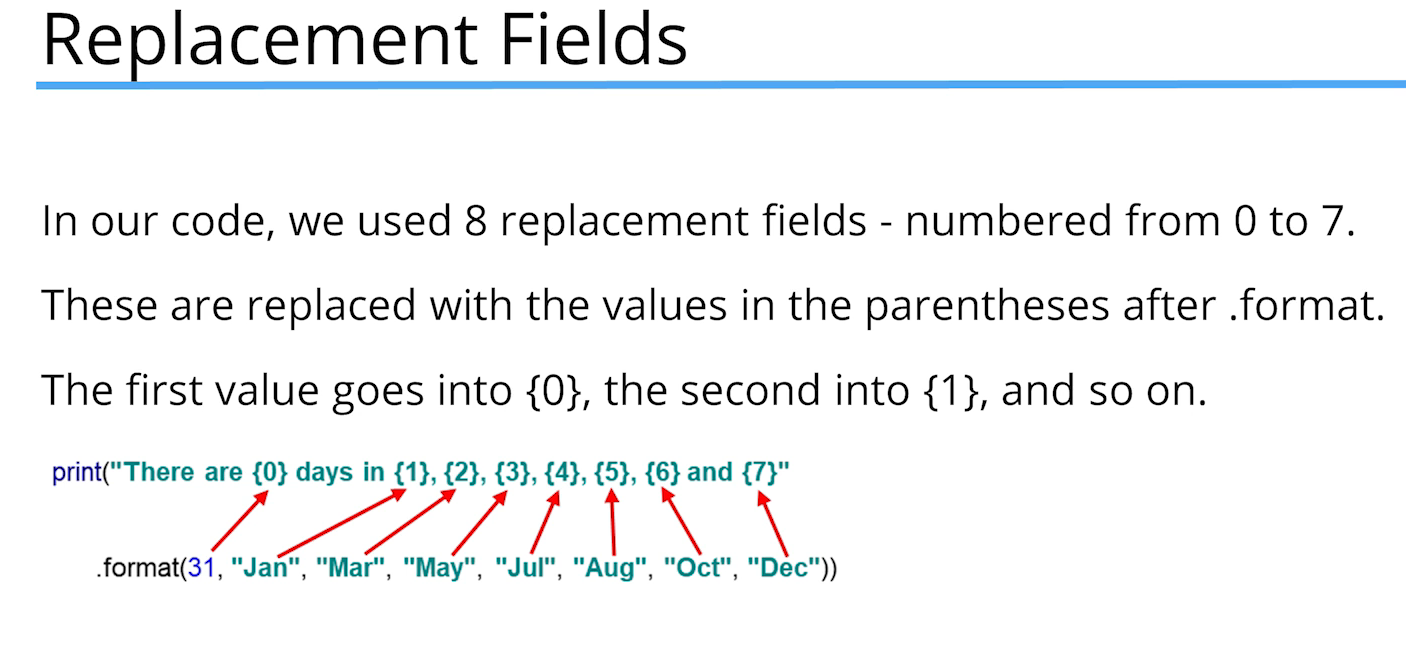 Replacement Fields
In our code, we used 8 replacement fields - numbered from 0 to 7.
These are replaced with the values in the parentheses after .format.
The first value goes into {0}, the second into {1}, and so on.
print("There are {0} days in {1}, {2}, {3}, {4}, {5}, {6} and {7}"
.format(31, "Jan", "Mar", "May", "Jul", "Aug", "Oct", "Dec"))